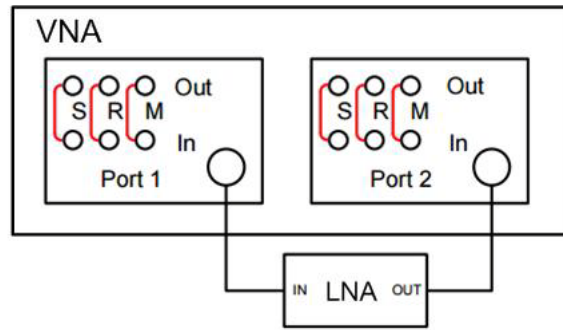 VNA
Out
S R M
In
Port 1
Out
S R M
In
Port 2
IN LNA OUT